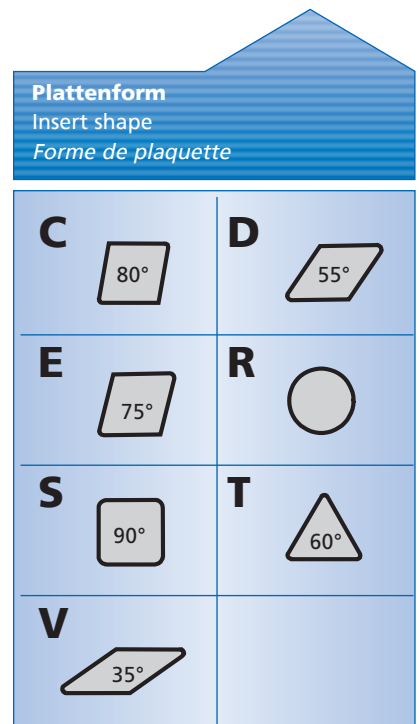 Plattenform
Insert shape
Forme de plaquette
C
80°
D
55°
E
75°
R
S
90°
T
60°
V
35°